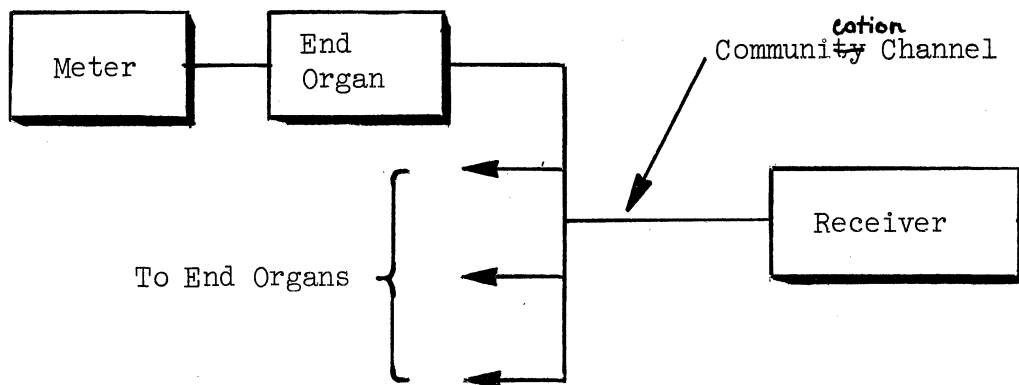 Meter
End
Organ
cation
Community Channel
Receiver
To End Organs